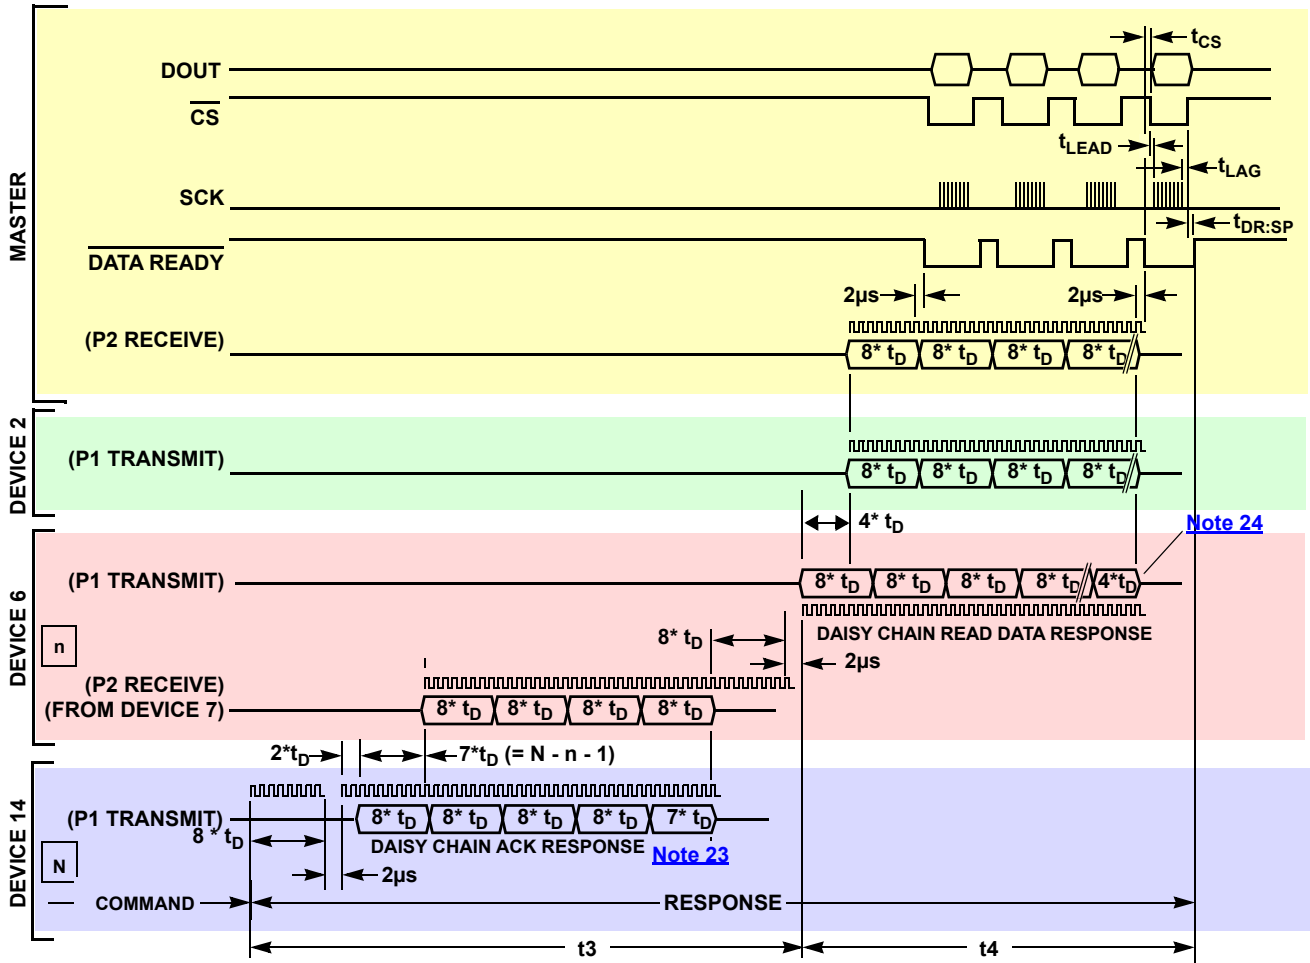 MASTER
DOUT
CS
SCK
DATA READY
(P2 RECEIVE)
tCS
tLEAD
tLAG
tDR:SP
2µs
2µs
8* tD
8* tD
8* tD
8* tD
DEVICE 2
(P1 TRANSMIT)
8* tD
8* tD
8* tD
8* tD
4* tD
Note 24
DEVICE 6
n
(P1 TRANSMIT)
8* tD
8* tD
8* tD
8* tD
4*tD
DAISY CHAIN READ DATA RESPONSE
8* tD
2µs
(P2 RECEIVE)
(FROM DEVICE 7)
8* tD
8* tD
8* tD
8* tD
2*tD
7*tD (= N - n - 1)
DEVICE 14
N
(P1 TRANSMIT)
8 * tD
8* tD
8* tD
8* tD
8* tD
7* tD
DAISY CHAIN ACK RESPONSE
Note 23
2µs
COMMAND
RESPONSE
t3
t4